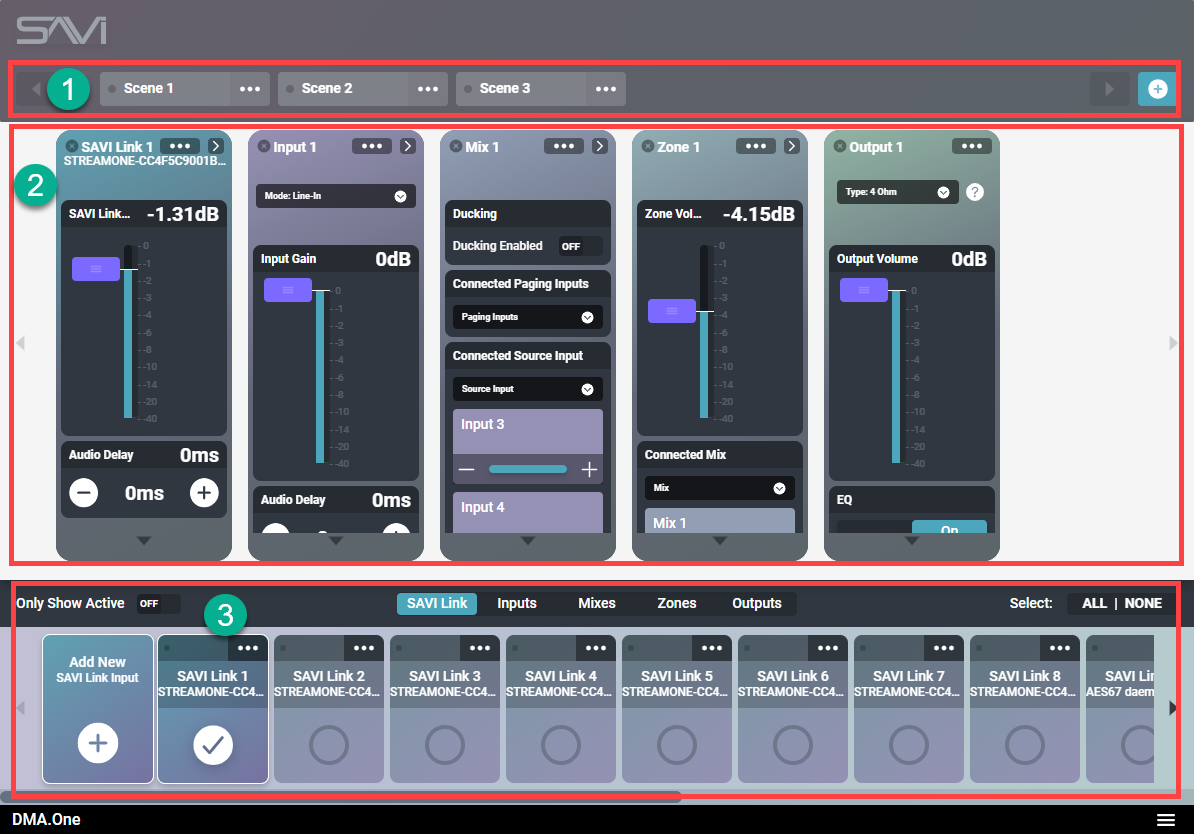 SAVI
1
Scene 1 •••
Scene 2 •••
Scene 3 •••
2
SAVI Link 1 •••
STREAMONE-CC4F5C9001B...
SAVI Link... -1.31dB
-0
--1
--2
--3
--4
--6
--8
--10
--14
--20
--40
Audio Delay 0ms
0ms
Input 1 •••
Mode: Line-In
Input Gain 0dB
0
--1
--2
--3
--4
--6
--8
--10
--14
--20
--40
Audio Delay 0ms
Mix 1 •••
Ducking
Ducking Enabled OFF
Connected Paging Inputs
Paging Inputs
Connected Source Input
Source Input
Input 3
Input 4
Zone 1 •••
Zone Vol... -4.15dB
-0
--1
--2
--3
--4
--6
--8
--10
--14
--20
--40
Connected Mix
Mix
Mix 1
Output 1 •••
Type: 4 Ohm ?
Output Volume 0dB
0
--1
--2
--3
--4
--6
--8
--10
--14
--20
--40
EQ
On
Only Show Active OFF
3
SAVI Link Inputs Mixes Zones Outputs
Select: ALL | NONE
Add New
SAVI Link Input
•••
SAVI Link 1
STREAMONE-CC4...
•••
SAVI Link 2
STREAMONE-CC4...
•••
SAVI Link 3
STREAMONE-CC4...
•••
SAVI Link 4
STREAMONE-CC4...
•••
SAVI Link 5
STREAMONE-CC4...
•••
SAVI Link 6
STREAMONE-CC4...
•••
SAVI Link 7
STREAMONE-CC4...
•••
SAVI Link 8
STREAMONE-CC4...
SAVI Lin
AES67 daem
DMA.One